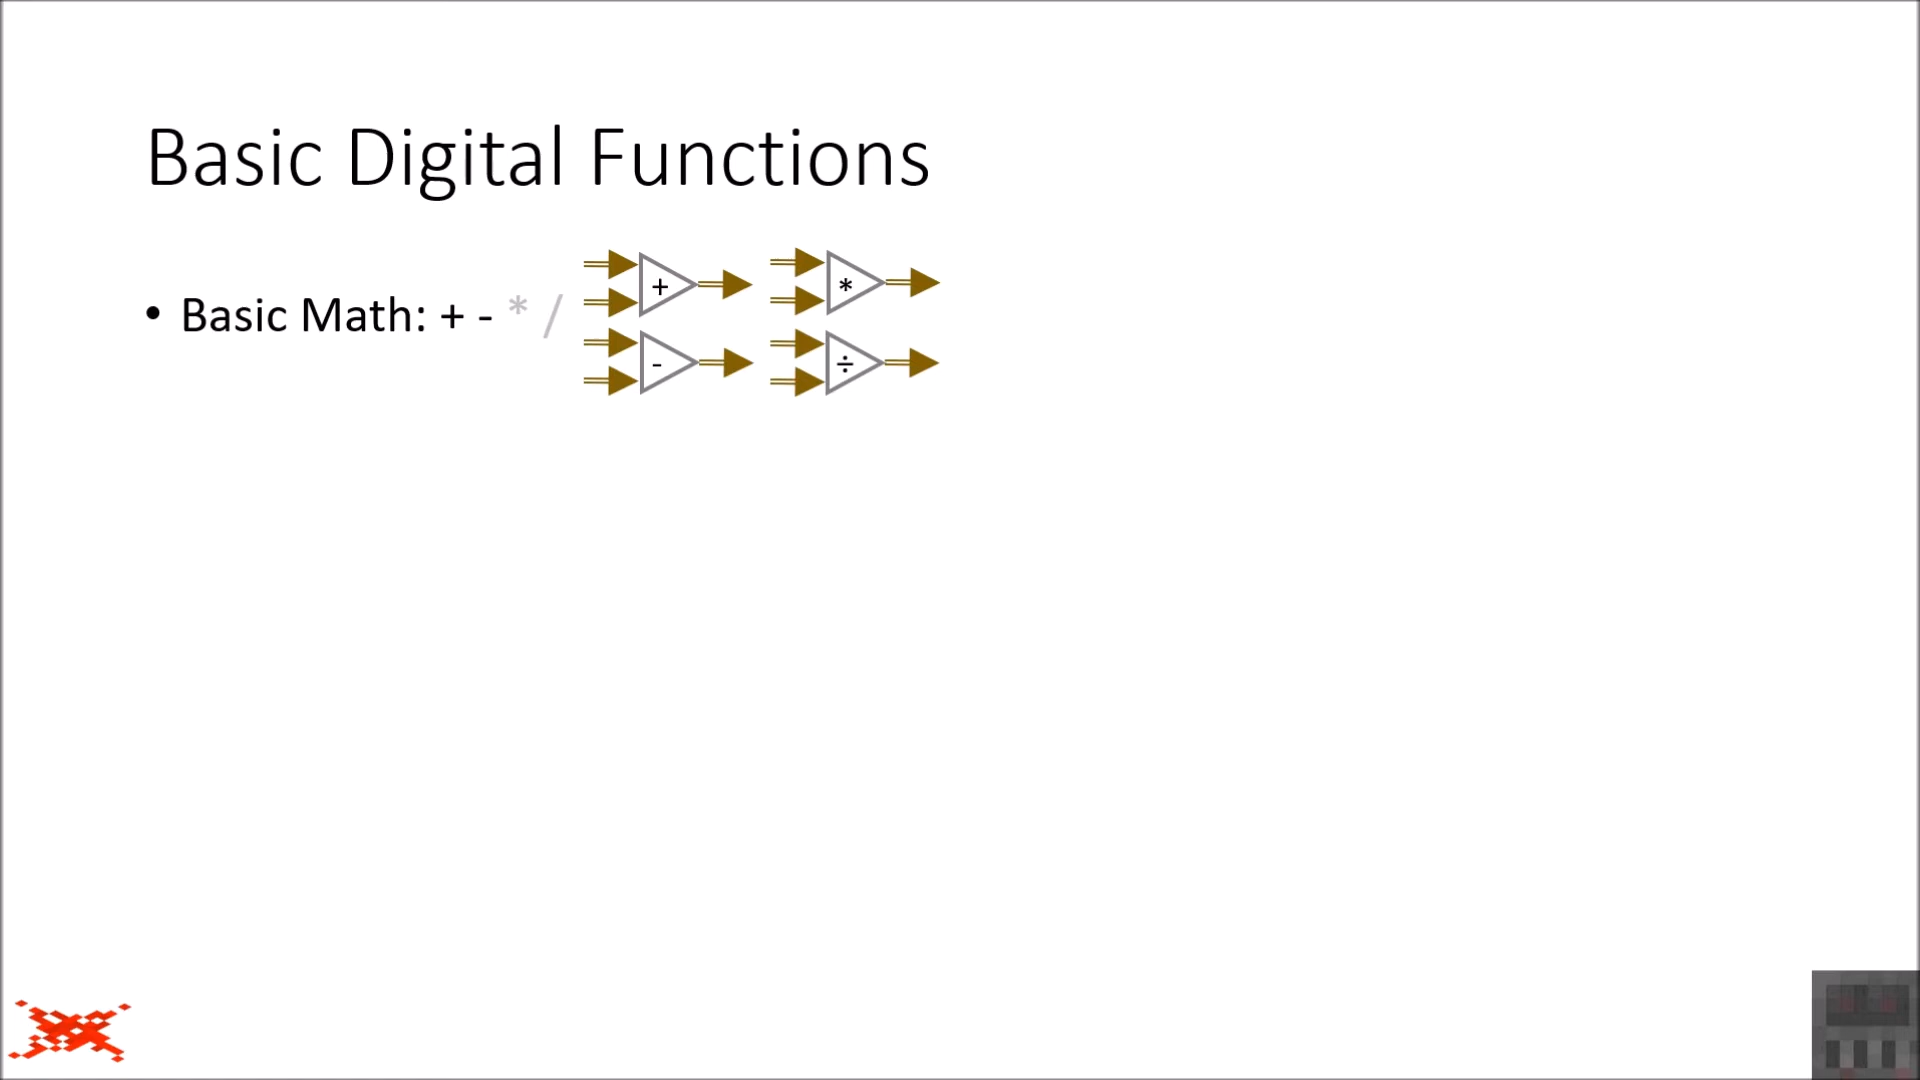 Basic Digital Functions
• Basic Math: + - * /
+ *
- ÷